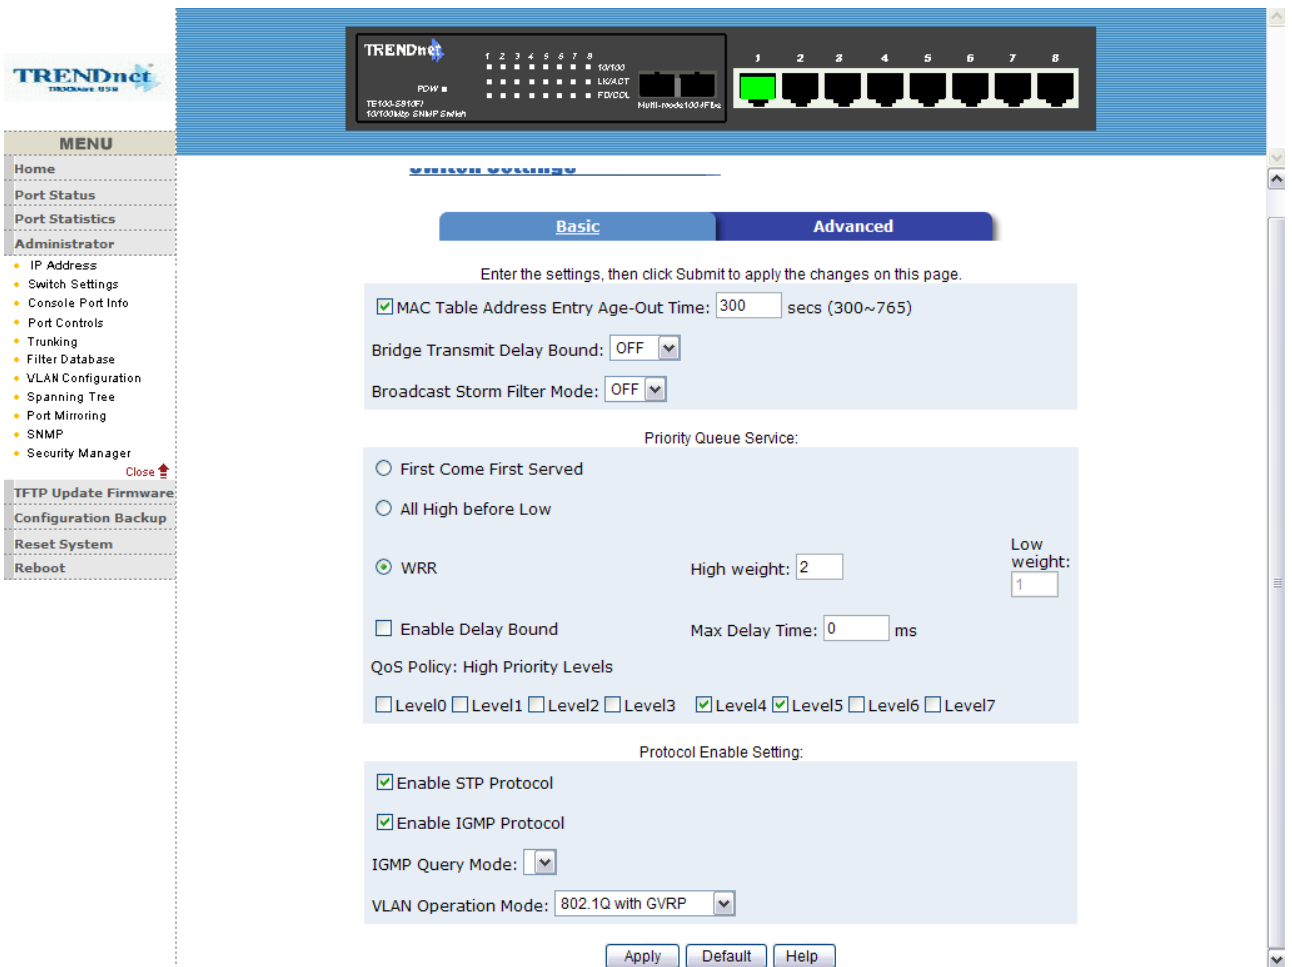 TRENDnet
TRENDware, USA
MENU
Home
Port Status
Port Statistics
Administrator
IP Address
Switch Settings
Console Port Info
Port Controls
Trunking
Filter Database
VLAN Configuration
Spanning Tree
Port Mirroring
SNMP
Security Manager
Close
TFTP Update Firmware
Configuration Backup
Reset System
Reboot
TRENDnet
1 2 3 4 5 6 7 8
10/100
LK/ACT
FD/COL
POW
TE100-S810Fi
10/100Mbp SNMP Switch
Multi-mode100
1 2 3 4 5 6 7 8
Switch Settings
Basic Advanced
Enter the settings, then click Submit to apply the changes on this page.
MAC Table Address Entry Age-Out Time: 300 secs (300~765)
Bridge Transmit Delay Bound: OFF
Broadcast Storm Filter Mode: OFF
Priority Queue Service:
First Come First Served
All High before Low
WRR High weight: 2 Low weight: 1
Enable Delay Bound Max Delay Time: 0 ms
QoS Policy: High Priority Levels
Level0 Level1 Level2 Level3 Level4 Level5 Level6 Level7
Protocol Enable Setting:
Enable STP Protocol
Enable IGMP Protocol
IGMP Query Mode:
VLAN Operation Mode: 802.1Q with GVRP
Apply Default Help